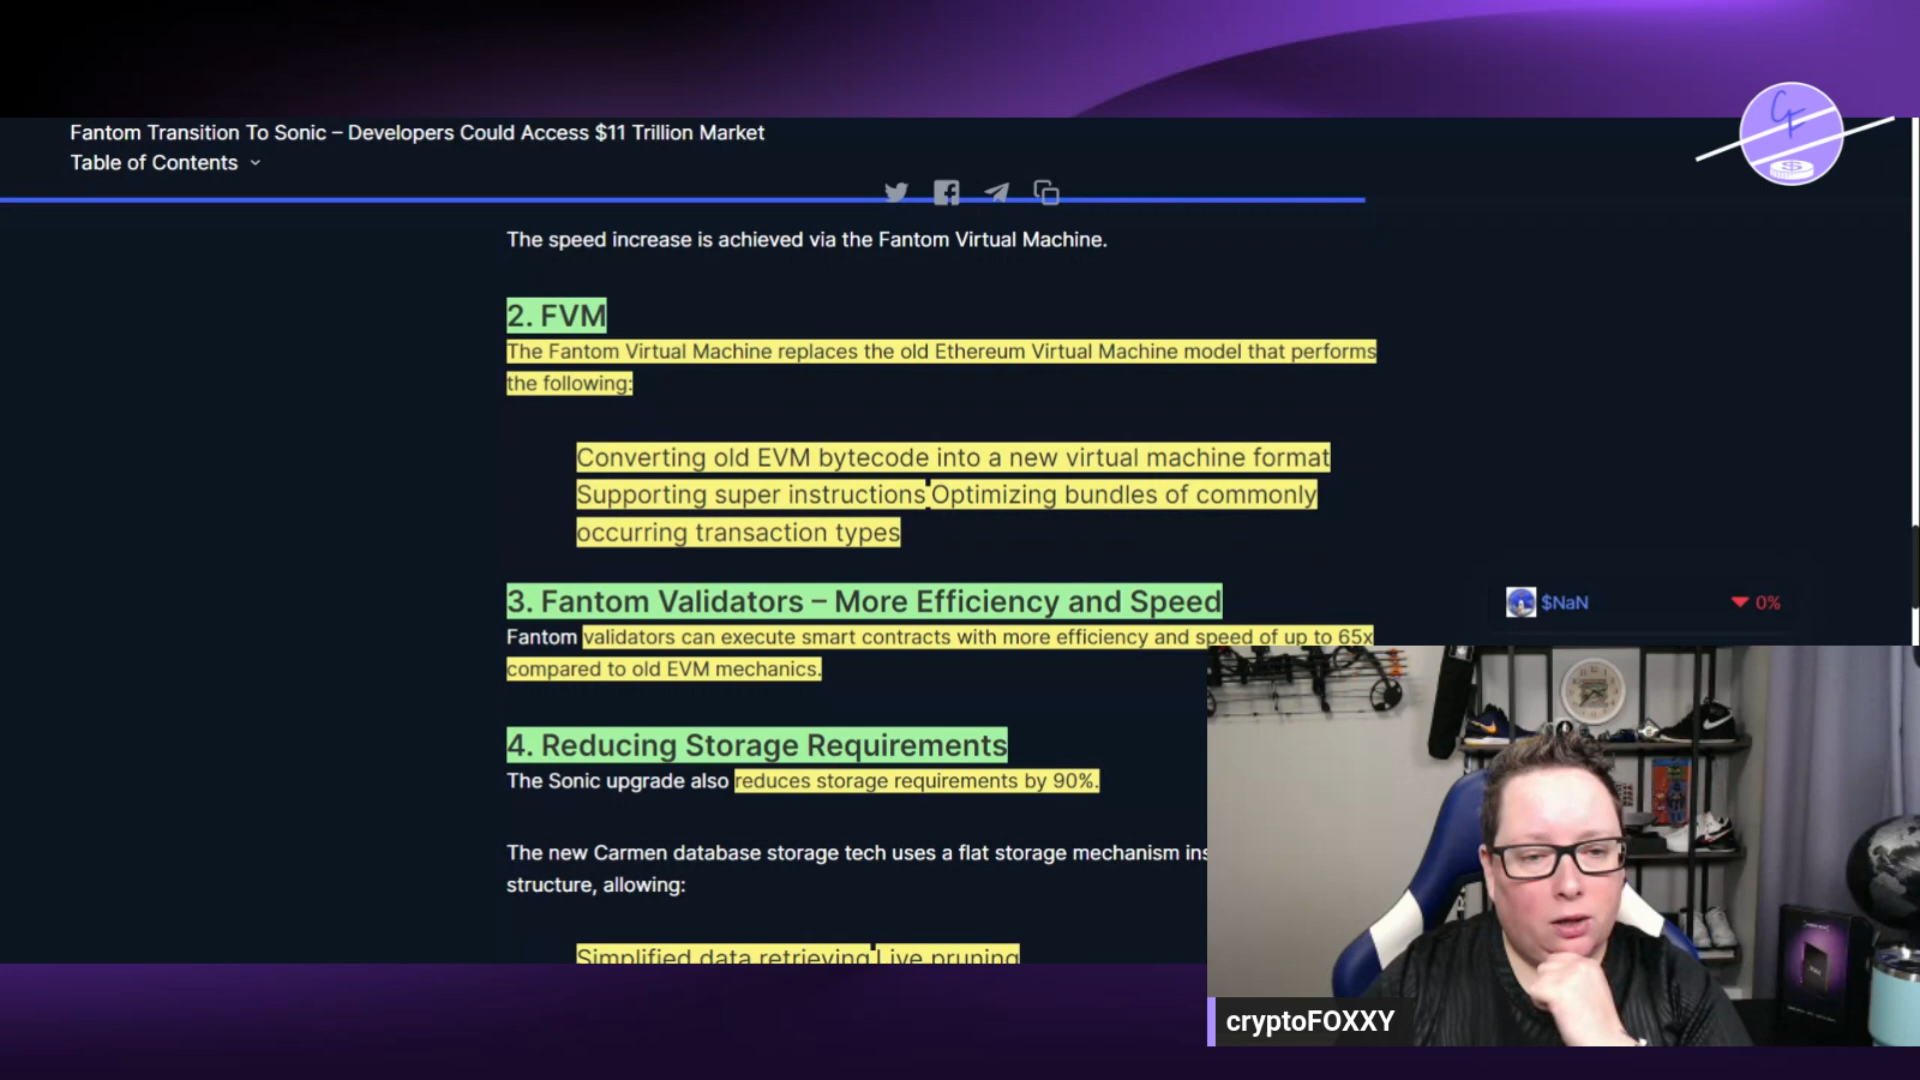 Fantom Transition To Sonic – Developers Could Access $11 Trillion Market
Table of Contents
The speed increase is achieved via the Fantom Virtual Machine.
2. FVM
The Fantom Virtual Machine replaces the old Ethereum Virtual Machine model that performs
the following:
Converting old EVM bytecode into a new virtual machine format
Supporting super instructions Optimizing bundles of commonly
occurring transaction types
3. Fantom Validators – More Efficiency and Speed
$NaN
0%
Fantom validators can execute smart contracts with more efficiency and speed of up to 65x
compared to old EVM mechanics.
4. Reducing Storage Requirements
The Sonic upgrade also reduces storage requirements by 90%.
The new Carmen database storage tech uses a flat storage mechanism ins
structure, allowing:
Simplified data retrieving Live pruning
cryptoFOXXY